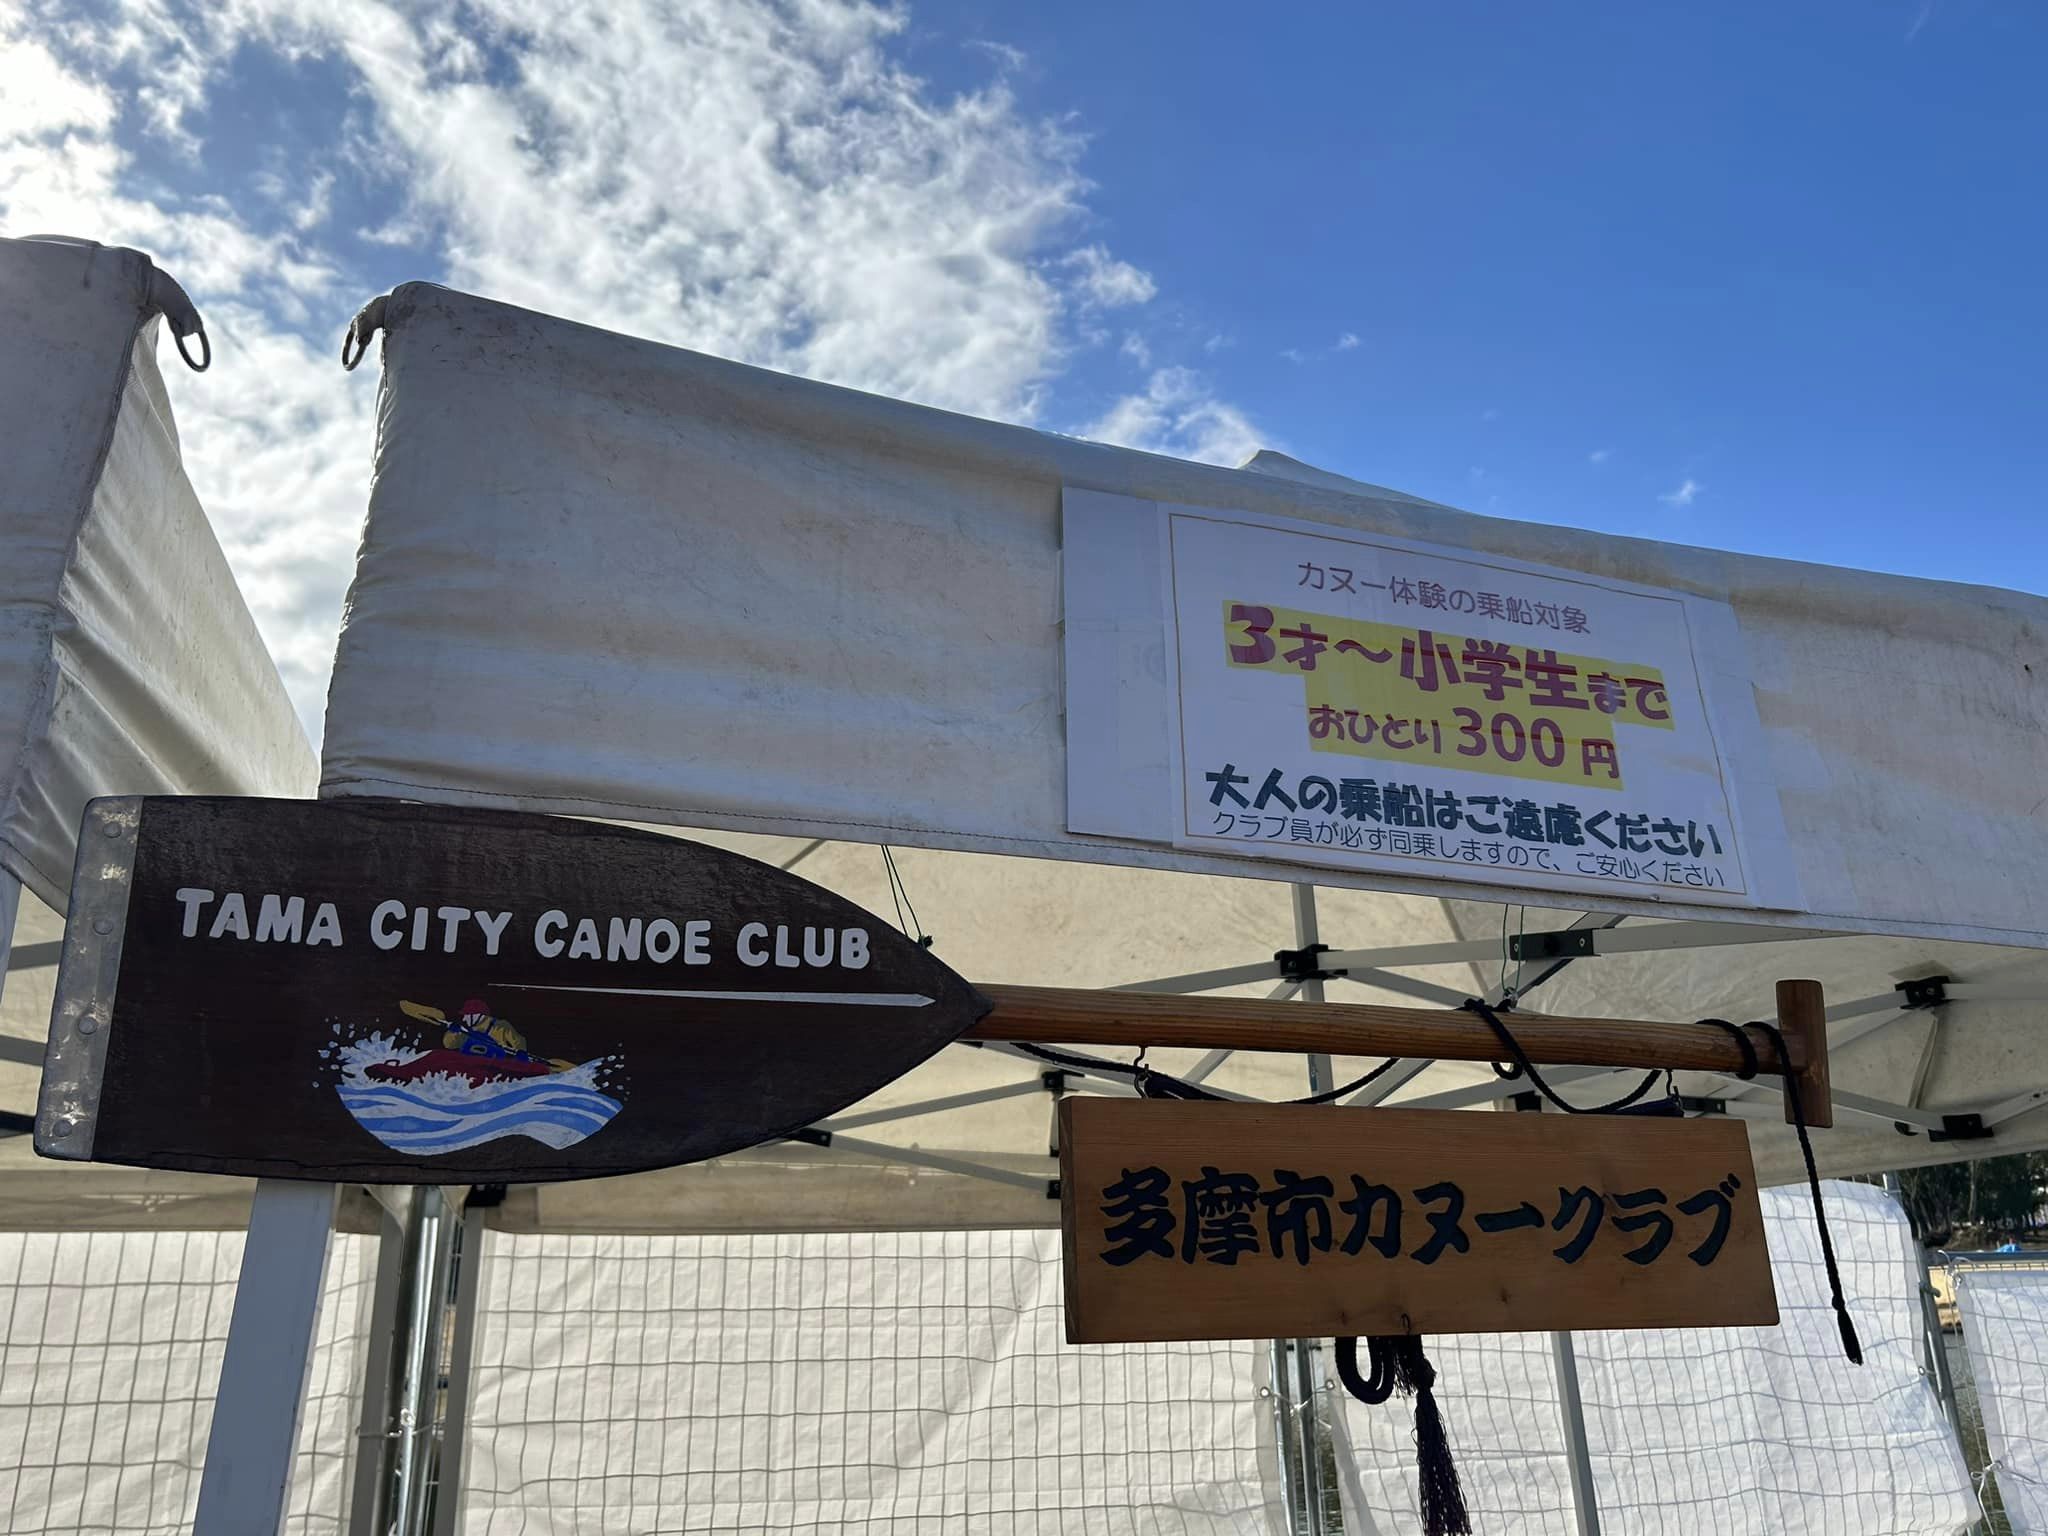 カヌー体験の乗船対象
3才～小学生まで
おひとり 300 円
大人の乗船はご遠慮ください
クラブ員が必ず同乗しますので、ご安心ください
TAMA CITY CANOE CLUB
多摩市カヌークラブ